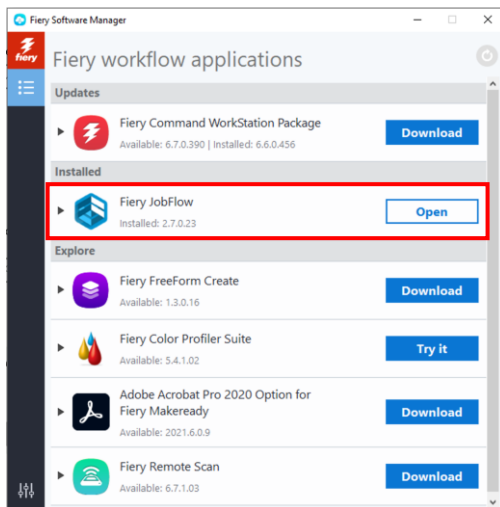 Fiery Software Manager
fiery
Fiery workflow applications
Updates
Fiery Command WorkStation Package
Available: 6.7.0.390 | Installed: 6.6.0.456
Download
Installed
Fiery JobFlow
Installed: 2.7.0.23
Open
Explore
Fiery FreeForm Create
Available: 1.3.0.16
Download
Fiery Color Profiler Suite
Available: 5.4.1.02
Try it
Adobe Acrobat Pro 2020 Option for
Fiery Makeready
Available: 2021.6.0.9
Download
Fiery Remote Scan
Available: 6.7.1.03
Download